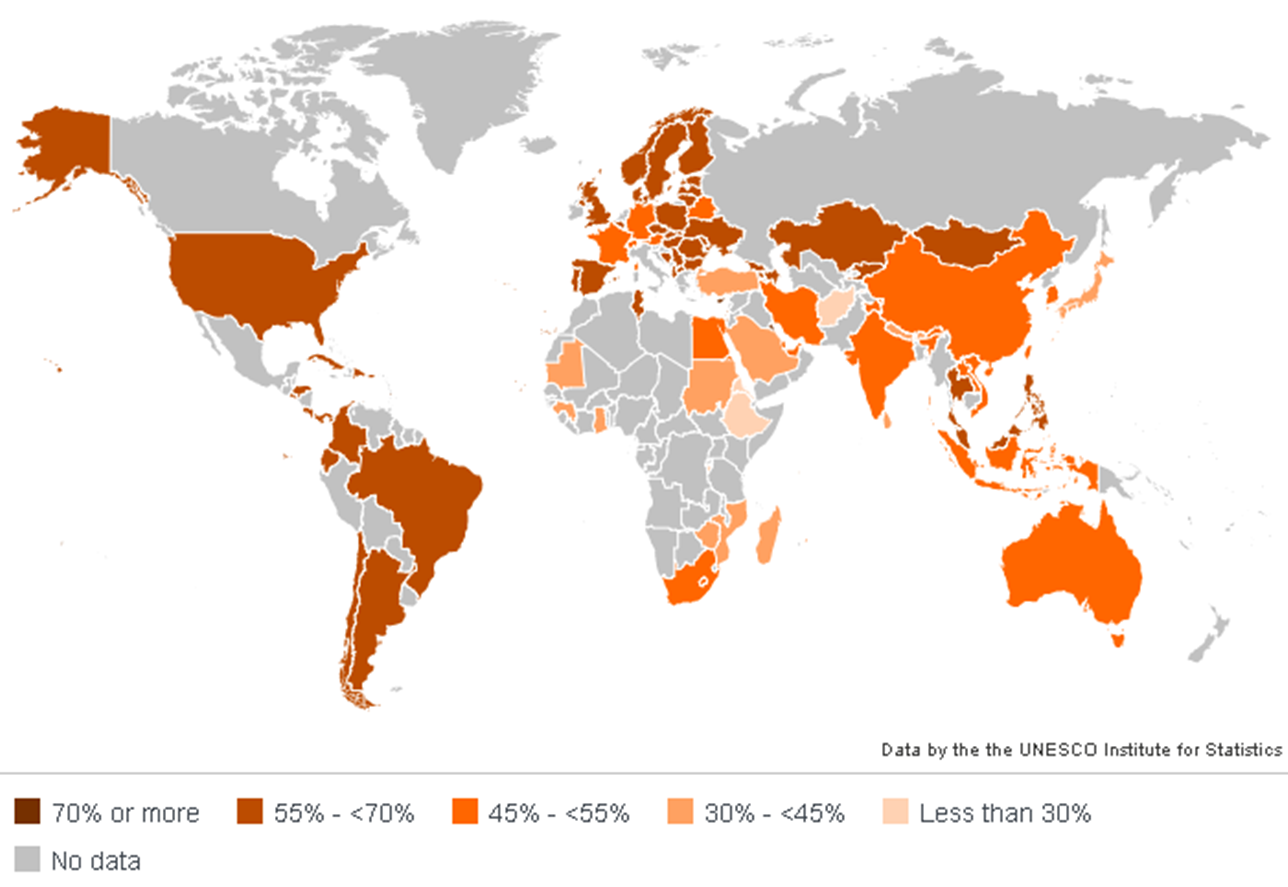 Data by the the UNESCO Institute for Statistics
70% or more 55% - <70% 45% - <55% 30% - <45% Less than 30%
No data